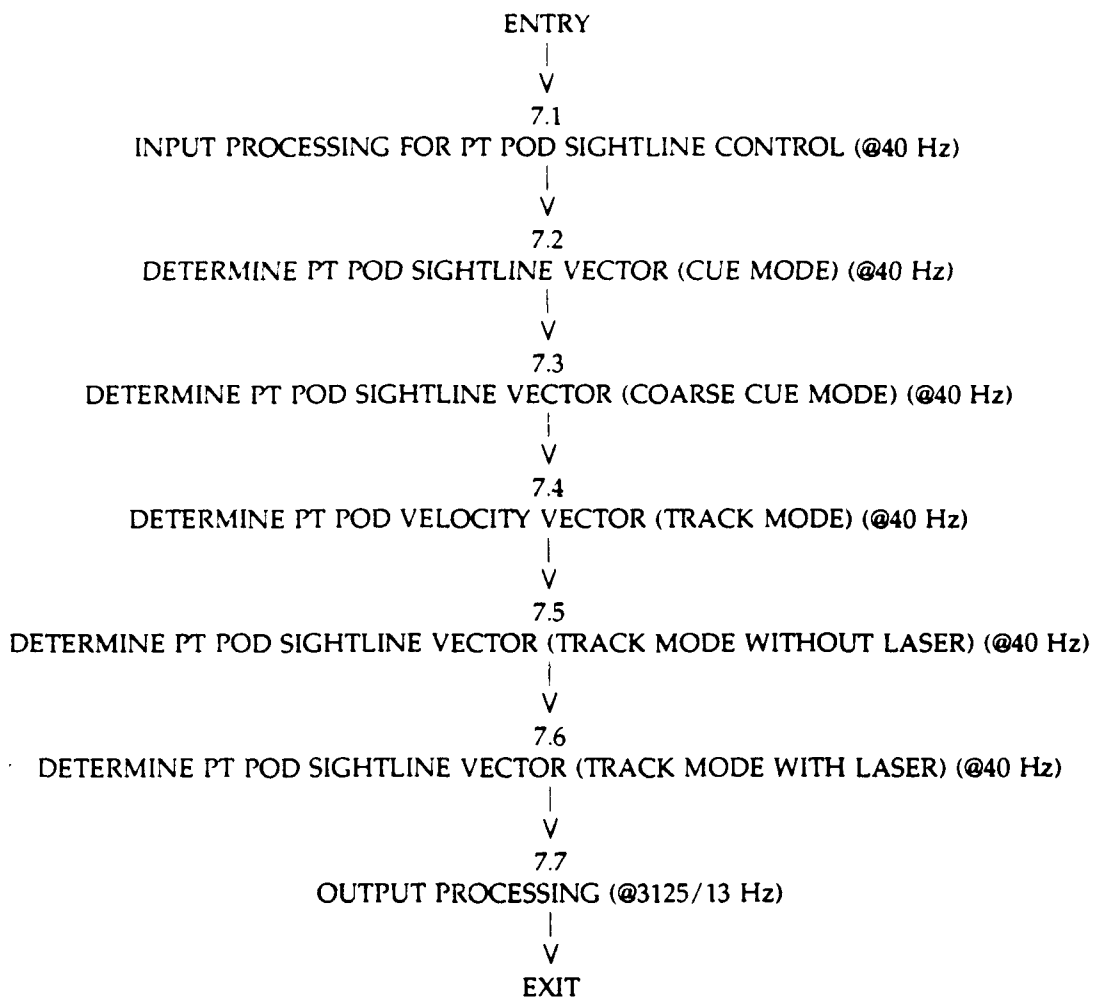 ENTRY
|
V
7.1
INPUT PROCESSING FOR PT POD SIGHTLINE CONTROL (@40 Hz)
|
V
7.2
DETERMINE PT POD SIGHTLINE VECTOR (CUE MODE) (@40 Hz)
|
V
7.3
DETERMINE PT POD SIGHTLINE VECTOR (COARSE CUE MODE) (@40 Hz)
|
V
7.4
DETERMINE PT POD VELOCITY VECTOR (TRACK MODE) (@40 Hz)
|
V
7.5
DETERMINE PT POD SIGHTLINE VECTOR (TRACK MODE WITHOUT LASER) (@40 Hz)
|
V
7.6
DETERMINE PT POD SIGHTLINE VECTOR (TRACK MODE WITH LASER) (@40 Hz)
|
V
7.7
OUTPUT PROCESSING (@3125/13 Hz)
|
V
EXIT